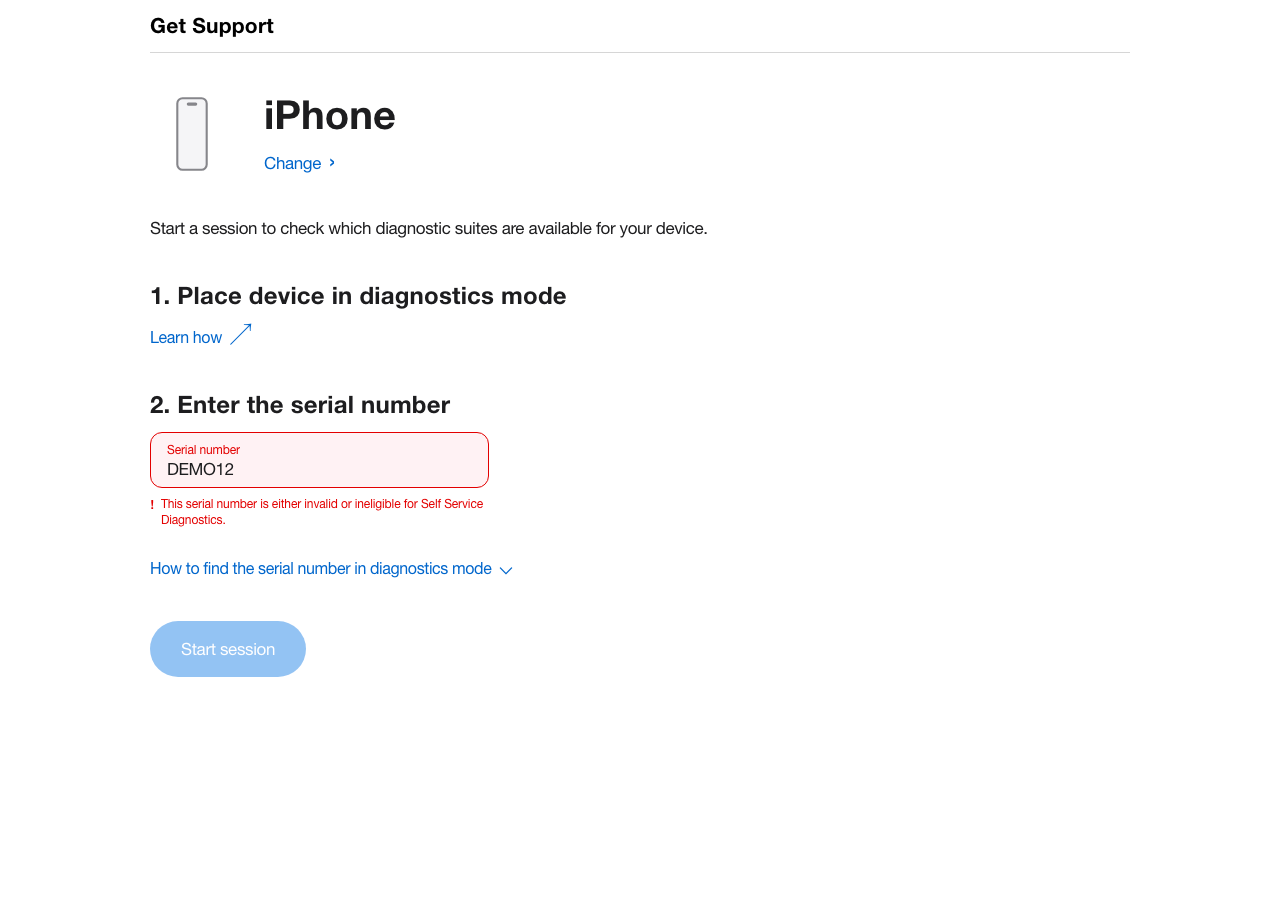 Get Support
iPhone
Change
Start a session to check which diagnostic suites are available for your device.
1. Place device in diagnostics mode
Learn how
2. Enter the serial number
Serial number
DEMO12
! This serial number is either invalid or ineligible for Self Service
Diagnostics.
How to find the serial number in diagnostics mode
Start session